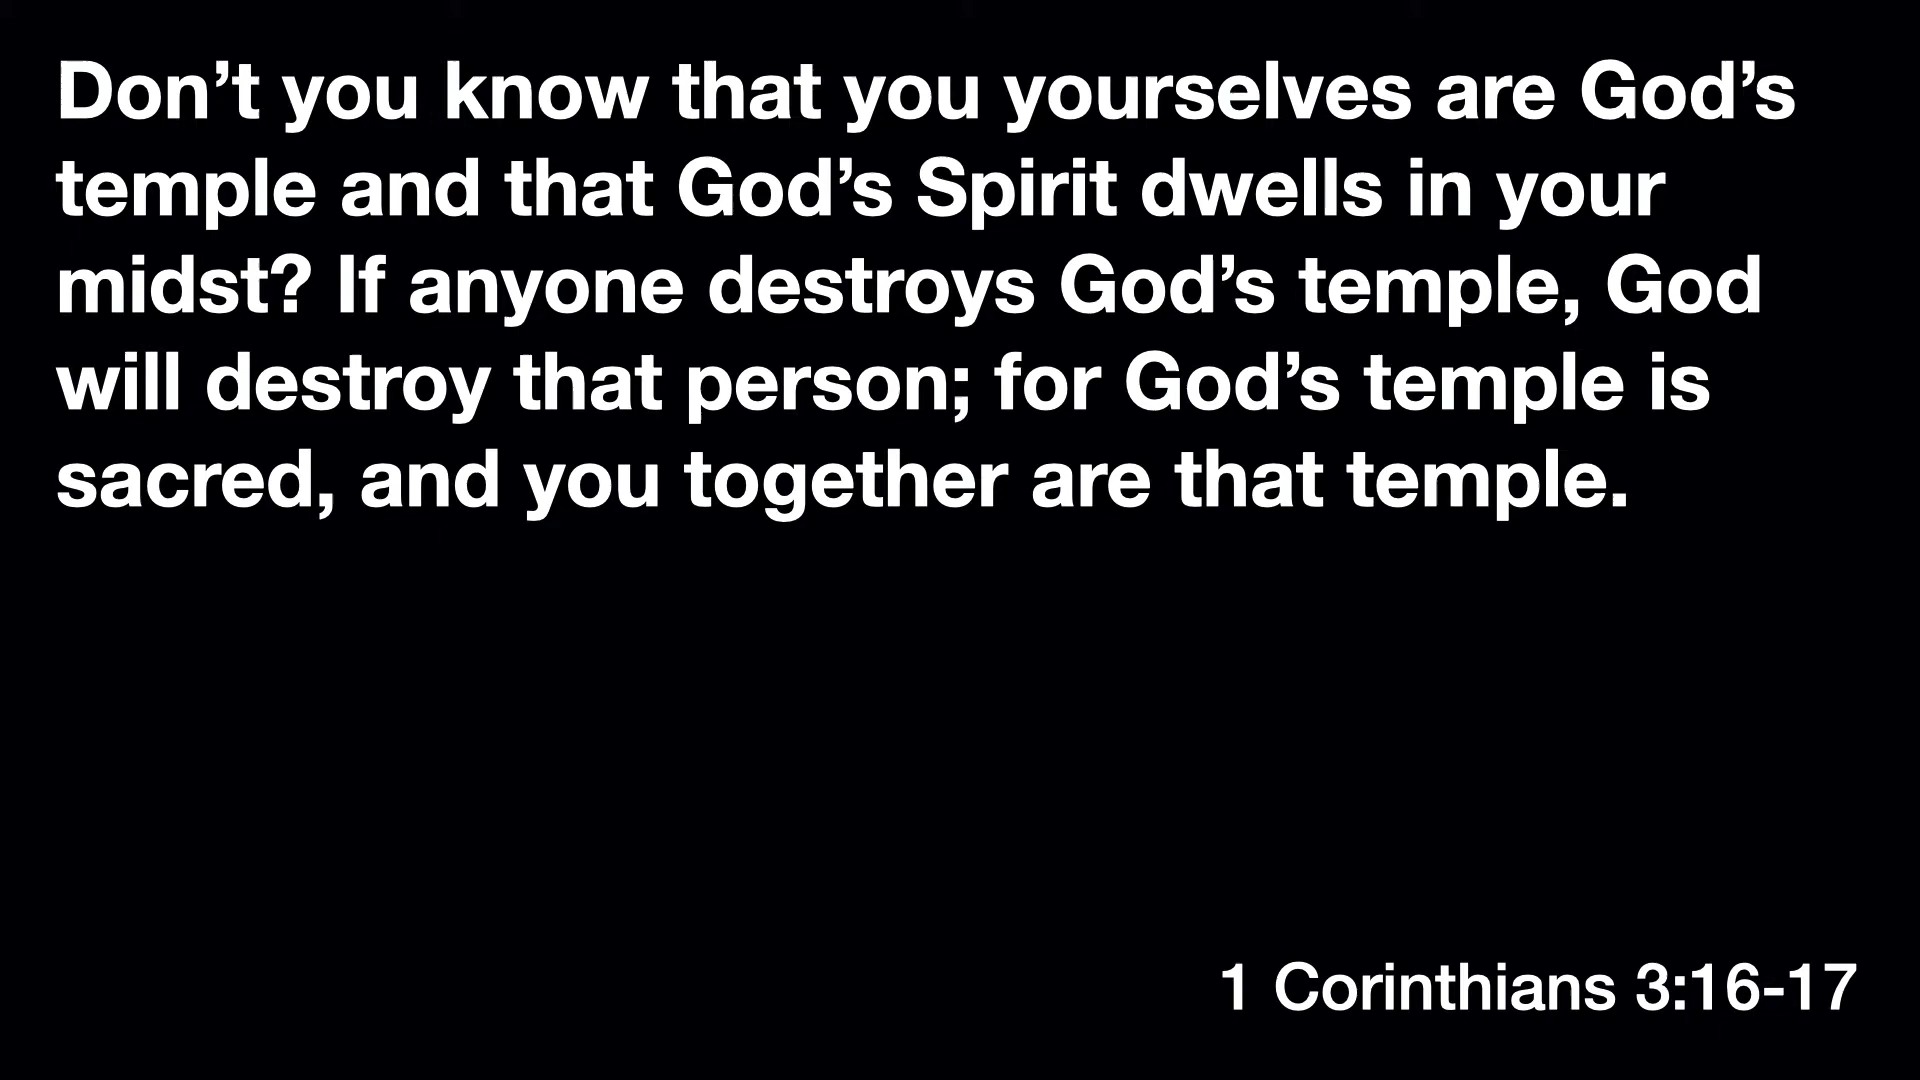 Don’t you know that you yourselves are God’s
temple and that God’s Spirit dwells in your
midst? If anyone destroys God’s temple, God
will destroy that person; for God’s temple is
sacred, and you together are that temple.
1 Corinthians 3:16-17